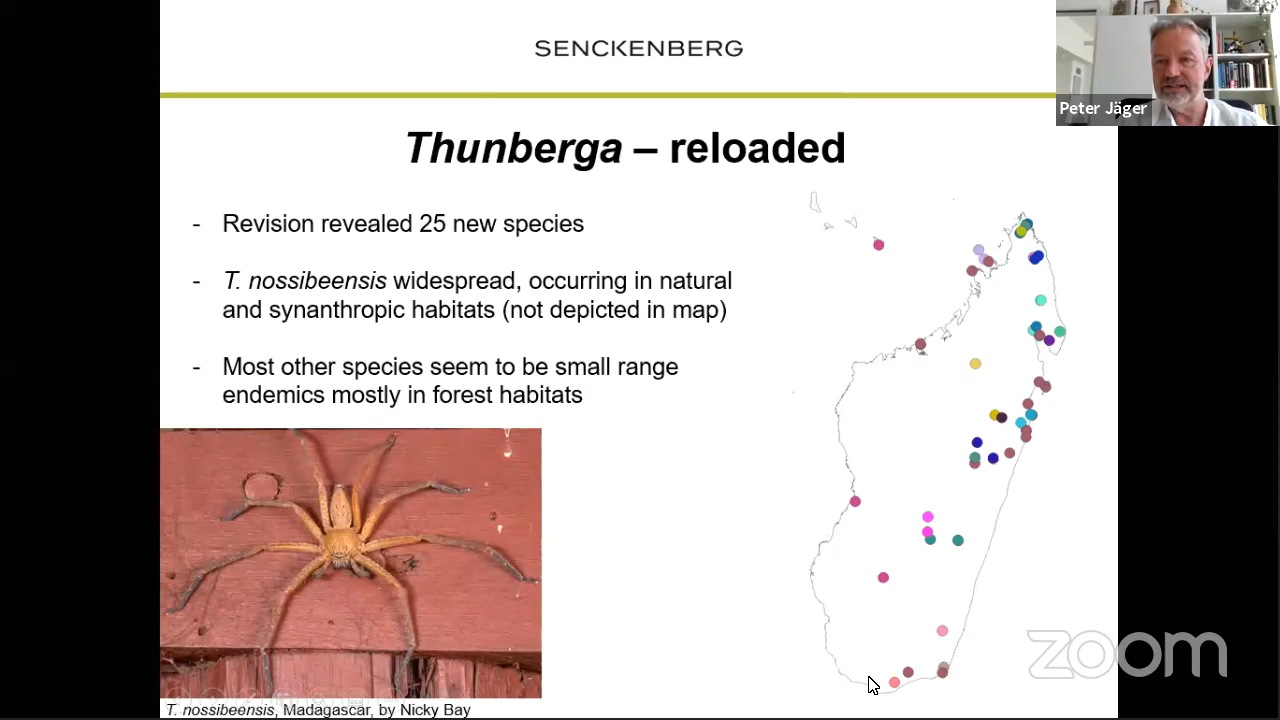 SENCKENBERG
Peter Jäger
Thunberga – reloaded
- Revision revealed 25 new species
- T. nossibeensis widespread, occurring in natural
and synanthropic habitats (not depicted in map)
- Most other species seem to be small range
endemics mostly in forest habitats
zoom
T. nossibeensis, Madagascar, by Nicky Bay